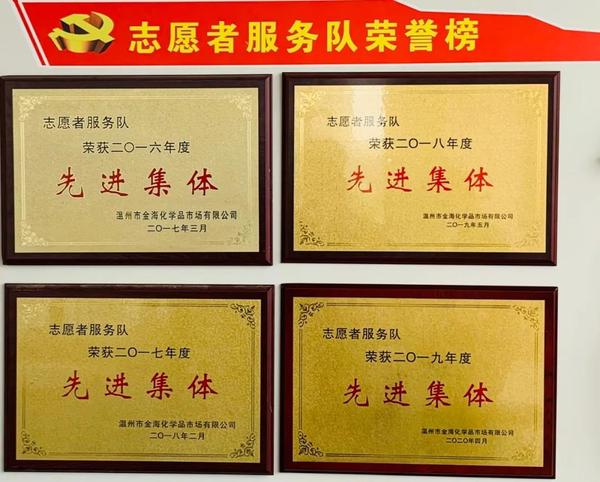 志愿者服务队荣誉榜
志愿者服务队
荣获二〇一六年度
先进集体
温州市金海化学品市场有限公司
二〇一七年三月
志愿者服务队
荣获二〇一八年度
先进集体
温州市金海化学品市场有限公司
二〇一九年五月
志愿者服务队
荣获二〇一七年度
先进集体
温州市金海化学品市场有限公司
二〇一八年二月
志愿者服务队
荣获二〇一九年度
先进集体
温州市金海化学品市场有限公司
二〇二〇年四月